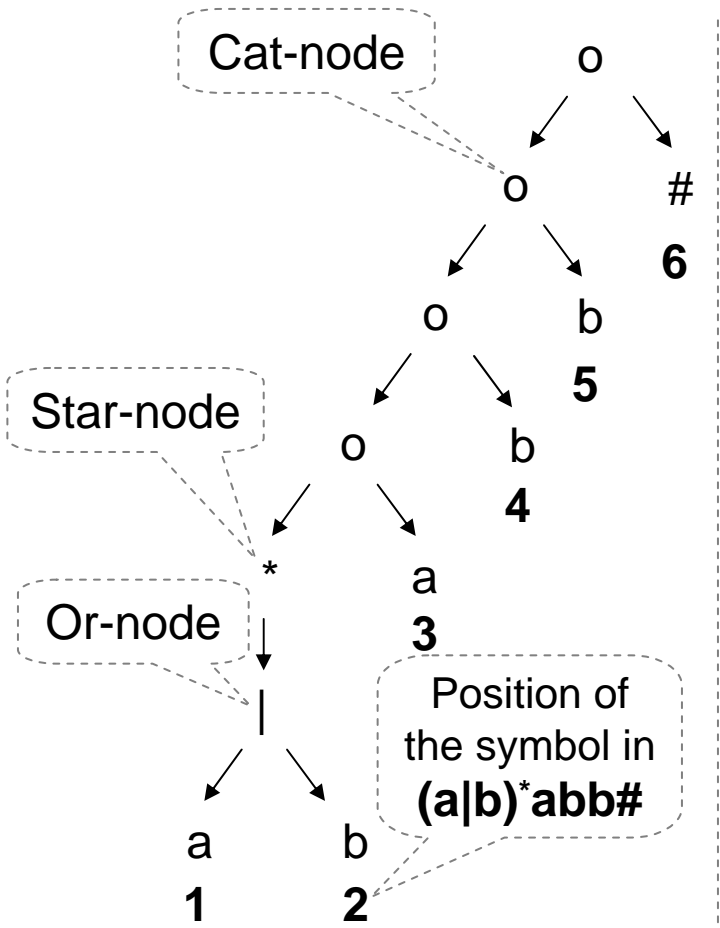 Cat-node
o
o
#
6
o
b
5
Star-node
o
b
4
*
a
3
Or-node
|
Position of
the symbol in
(a|b)*abb#
a
b
1
2